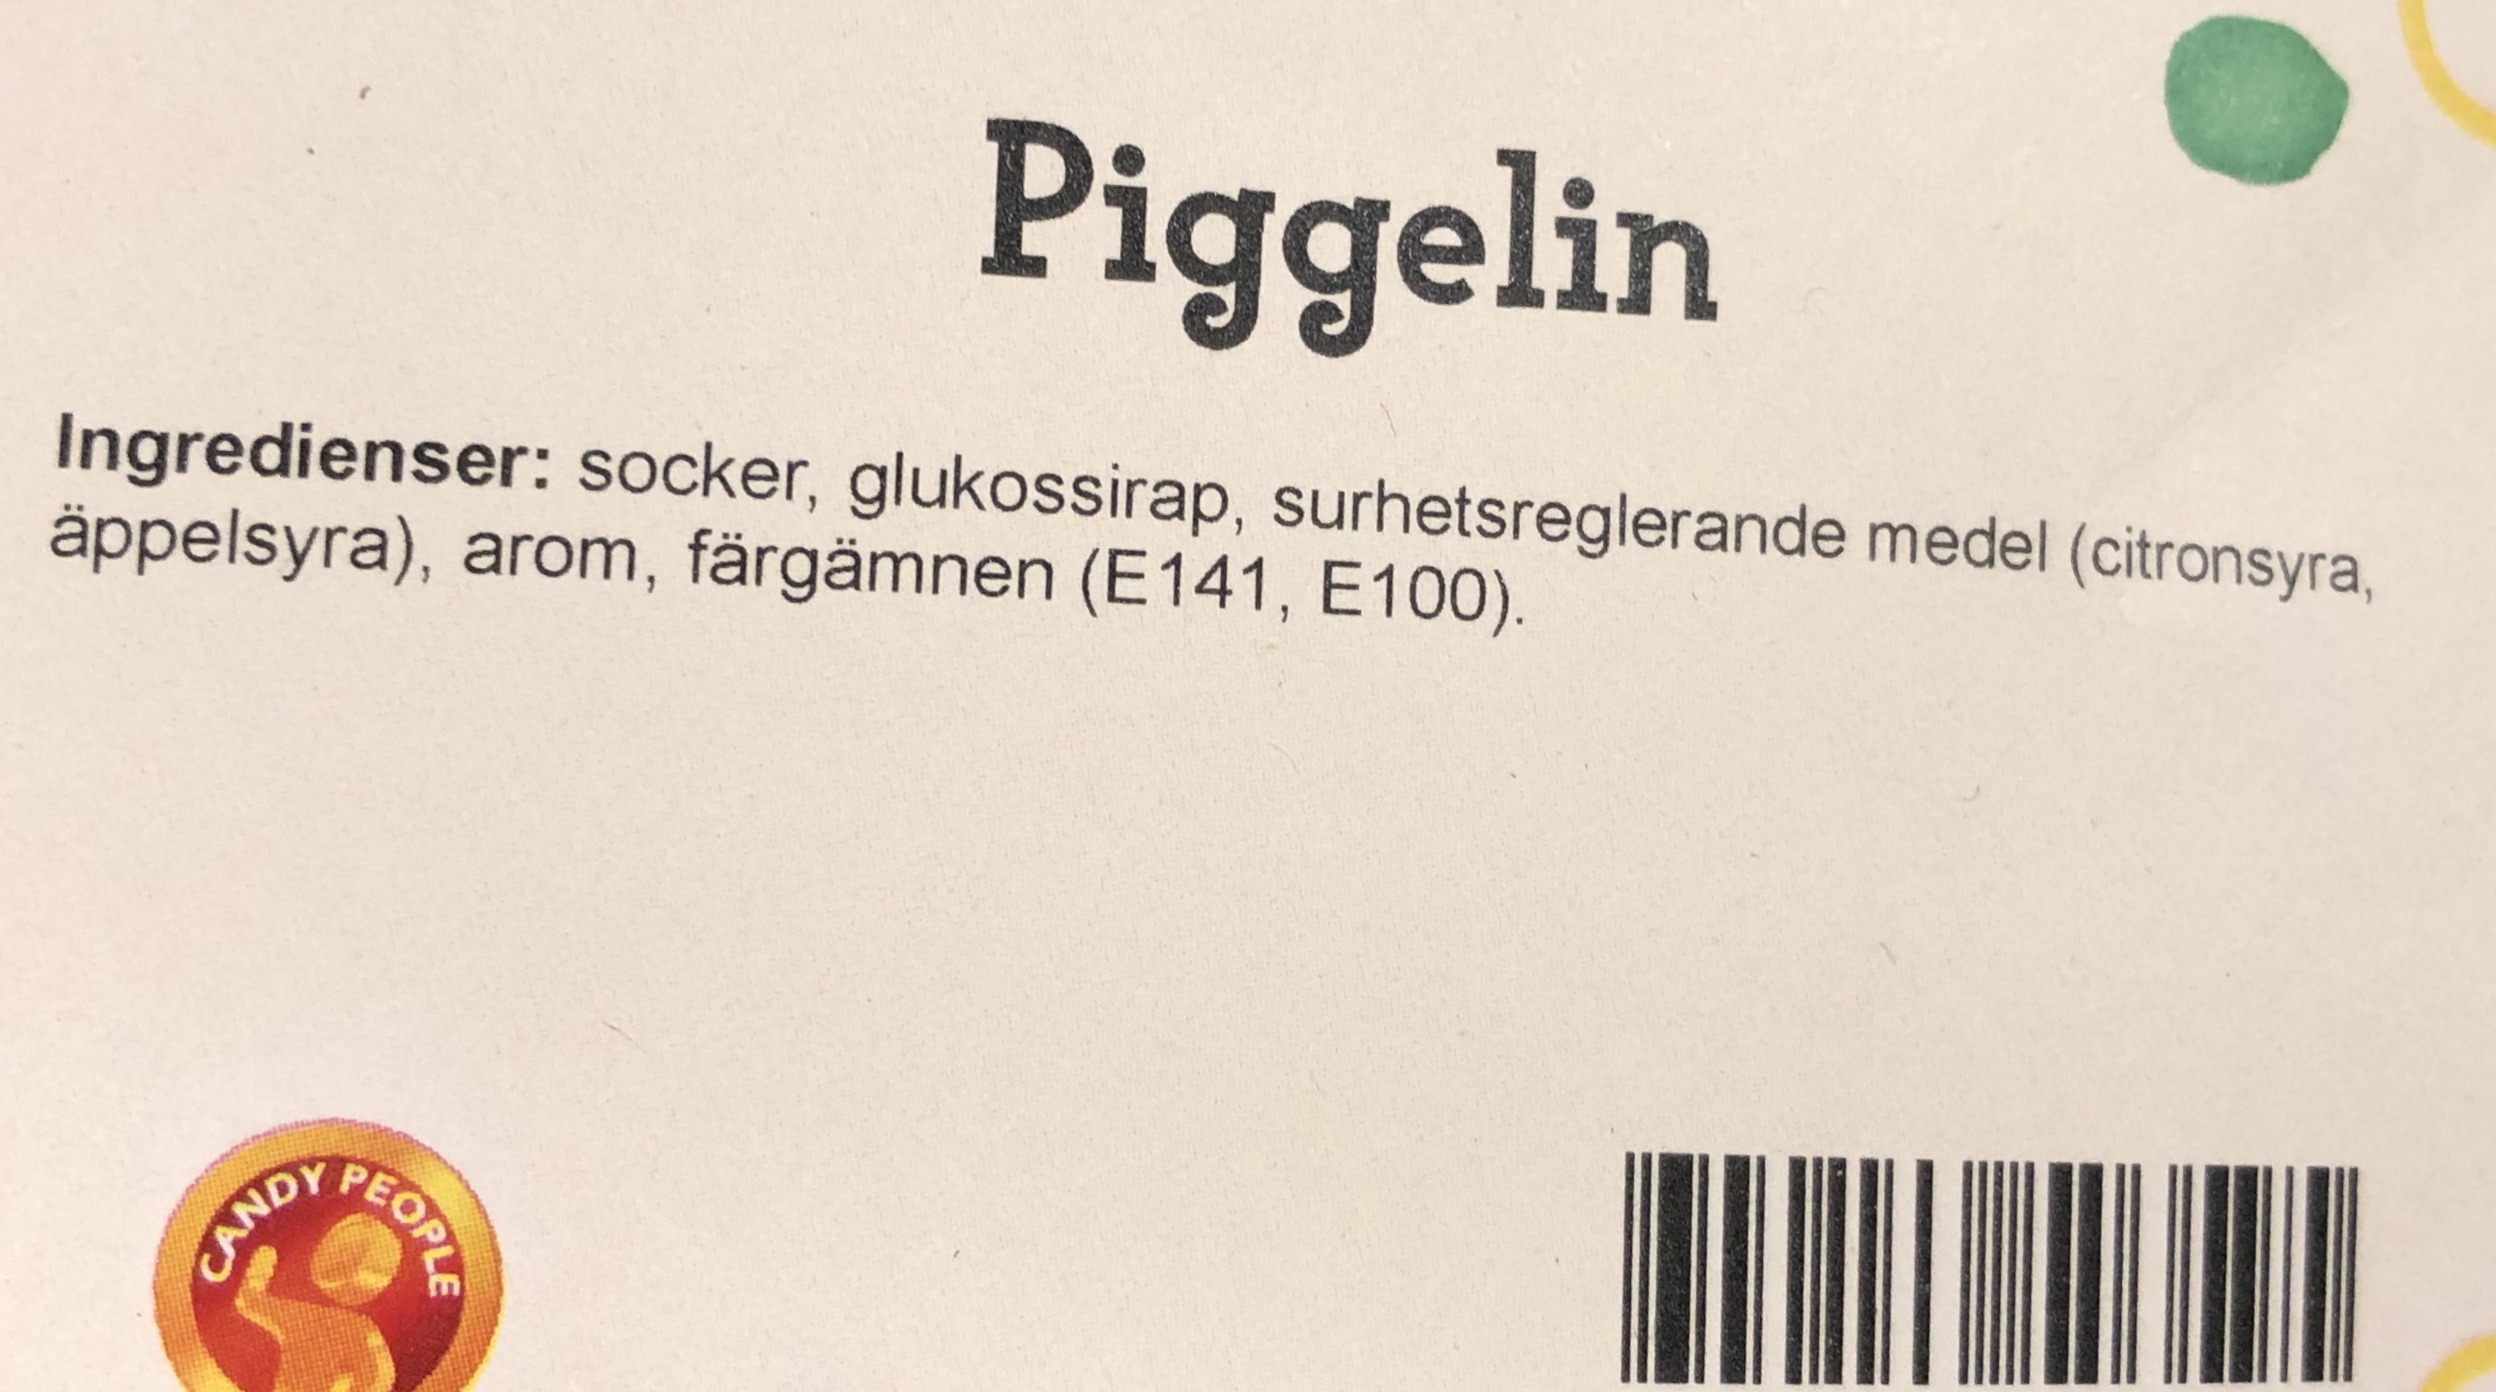 Piggelin
Ingredienser: socker, glukossirap, surhetsreglerande medel (citronsyra,
äppelsyra), arom, färgämnen (E141, E100).
CANDY PEOPLE